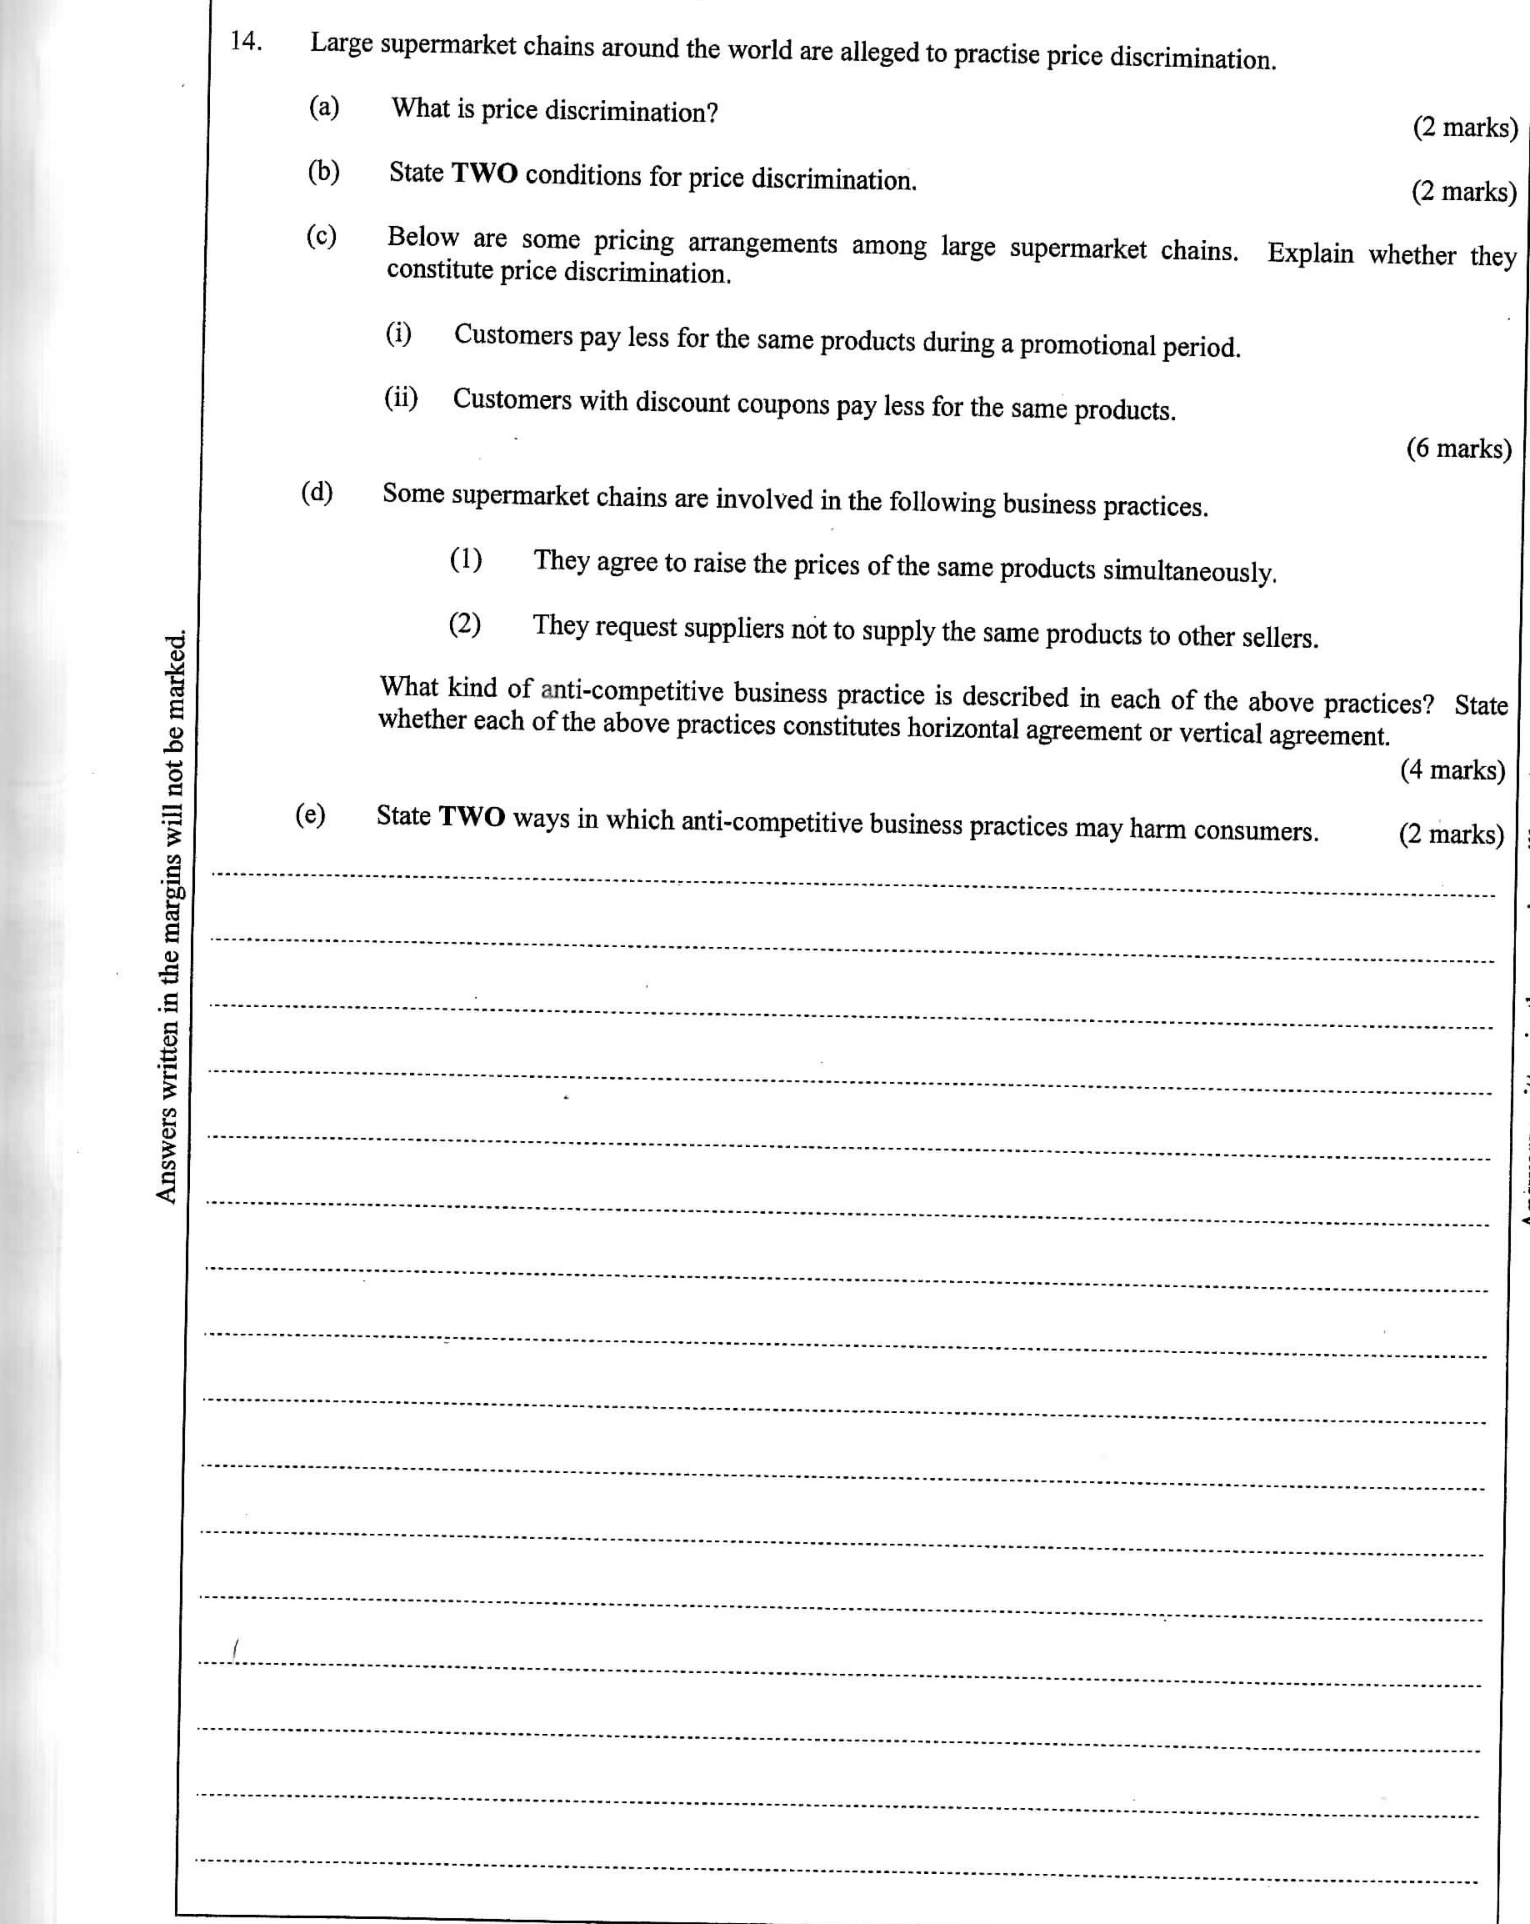 14. Large supermarket chains around the world are alleged to practise price discrimination.
(a) What is price discrimination?
(2 marks)
(b) State TWO conditions for price discrimination.
(2 marks)
(c) Below are some pricing arrangements among large supermarket chains. Explain whether they
constitute price discrimination.
(i) Customers pay less for the same products during a promotional period.
(ii) Customers with discount coupons pay less for the same products.
(6 marks)
(d) Some supermarket chains are involved in the following business practices.
(1) They agree to raise the prices of the same products simultaneously.
(2) They request suppliers not to supply the same products to other sellers.
What kind of anti-competitive business practice is described in each of the above practices? State
whether each of the above practices constitutes horizontal agreement or vertical agreement.
(4 marks)
(e) State TWO ways in which anti-competitive business practices may harm consumers. (2 marks)
Answers written in the margins will not be marked.